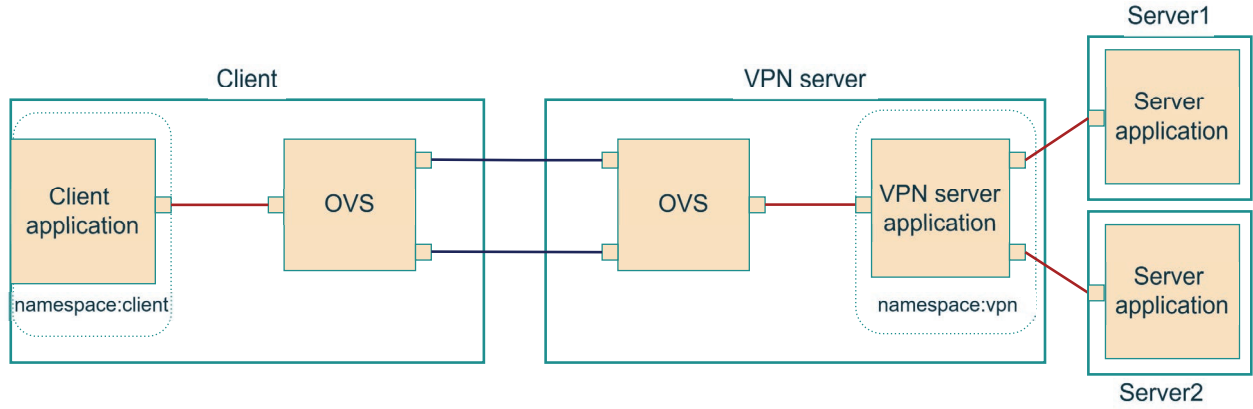 Client
Client
application
namespace:client
OVS
VPN server
OVS
VPN server
application
namespace:vpn
Server1
Server
application
Server
application
Server2